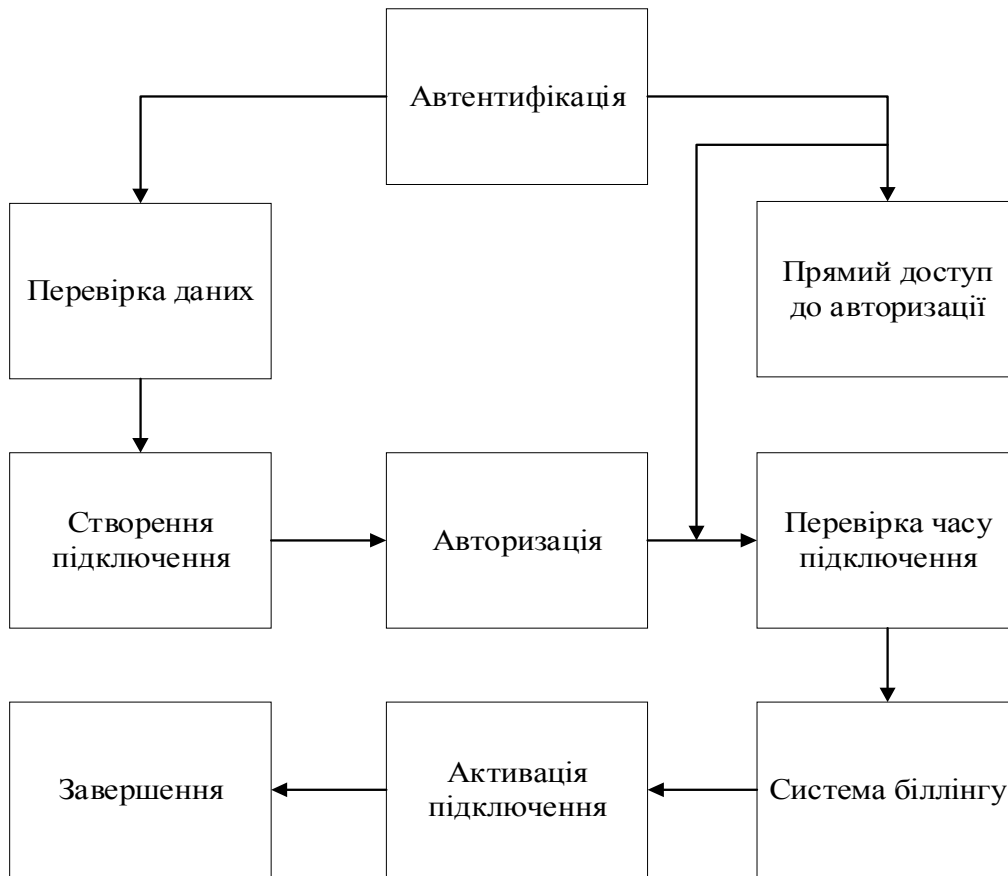 Автентифікація
Перевірка даних
Прямий доступ
до авторизації
Створення
підключення
Авторизація
Перевірка часу
підключення
Завершення
Активація
підключення
Система біллінгу